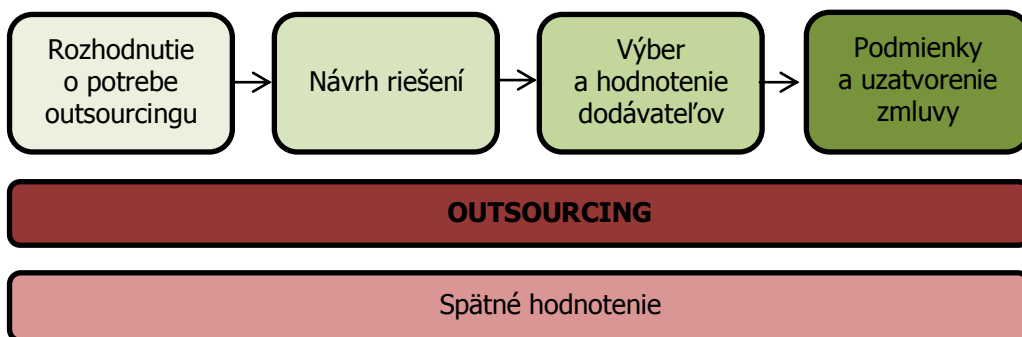 Rozhodnutie
o potrebe
outsourcingu
Návrh riešení
Výber
a hodnotenie
dodávateľov
Podmienky
a uzatvorenie
zmluvy
OUTSOURCING
Spätné hodnotenie